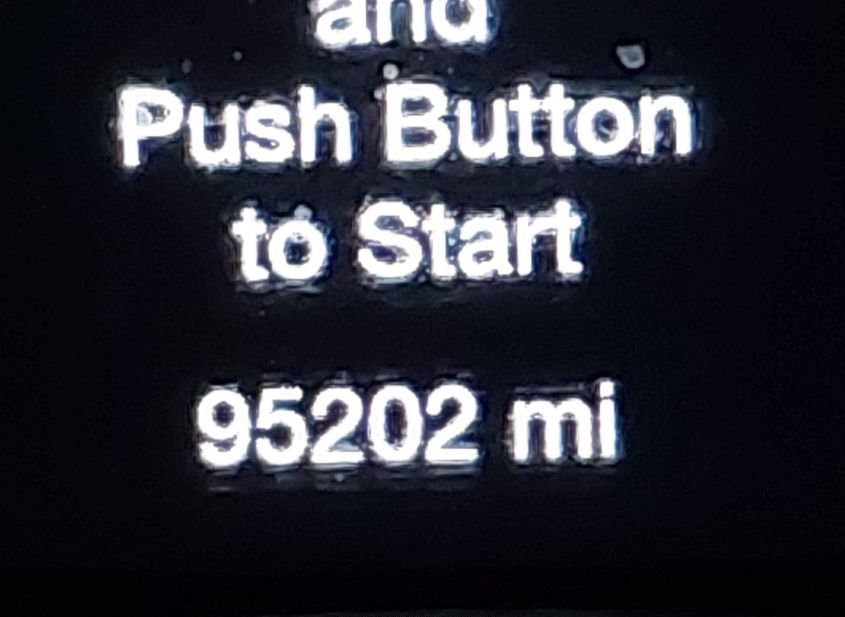 and
Push Button
to Start
95202 mi